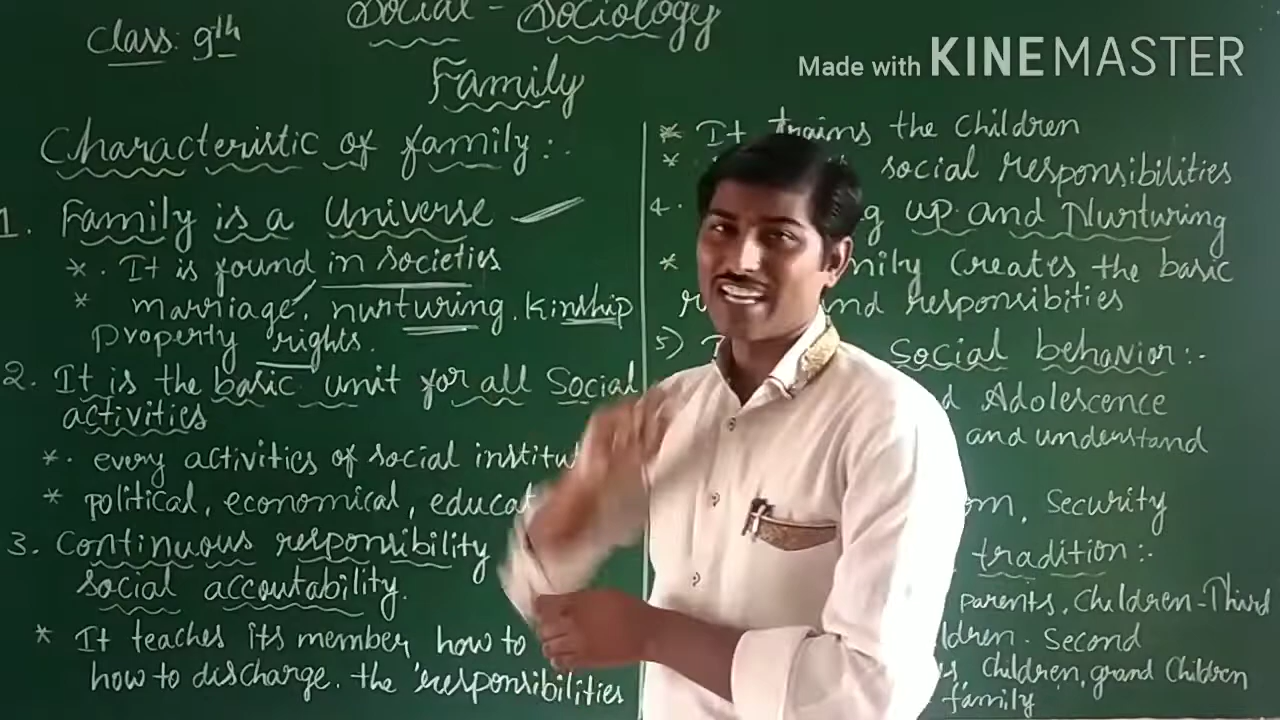 Class: 9th
Social - Sociology
Family
Made with KINEMASTER
Characteristic of family:.
1. Family is a Universe
*. It is found in societies
* marriage, nurturing, Kinship
Property rights.
2. It is the basic unit for all Social
activities
*. every activities of social
* political, economical,
3. Continuous responsibility
social accoutability.
* It teaches its member how to
how to discharge. the responsibilities
* It trains the Children
* social responsibilities
4. up and Nurturing
* Creates the basic
and responsibities
5) Social behavior:-
Adolescence
and understand
Security
tradition:-
parents, Children-Third
Second
Children, grand Children
family